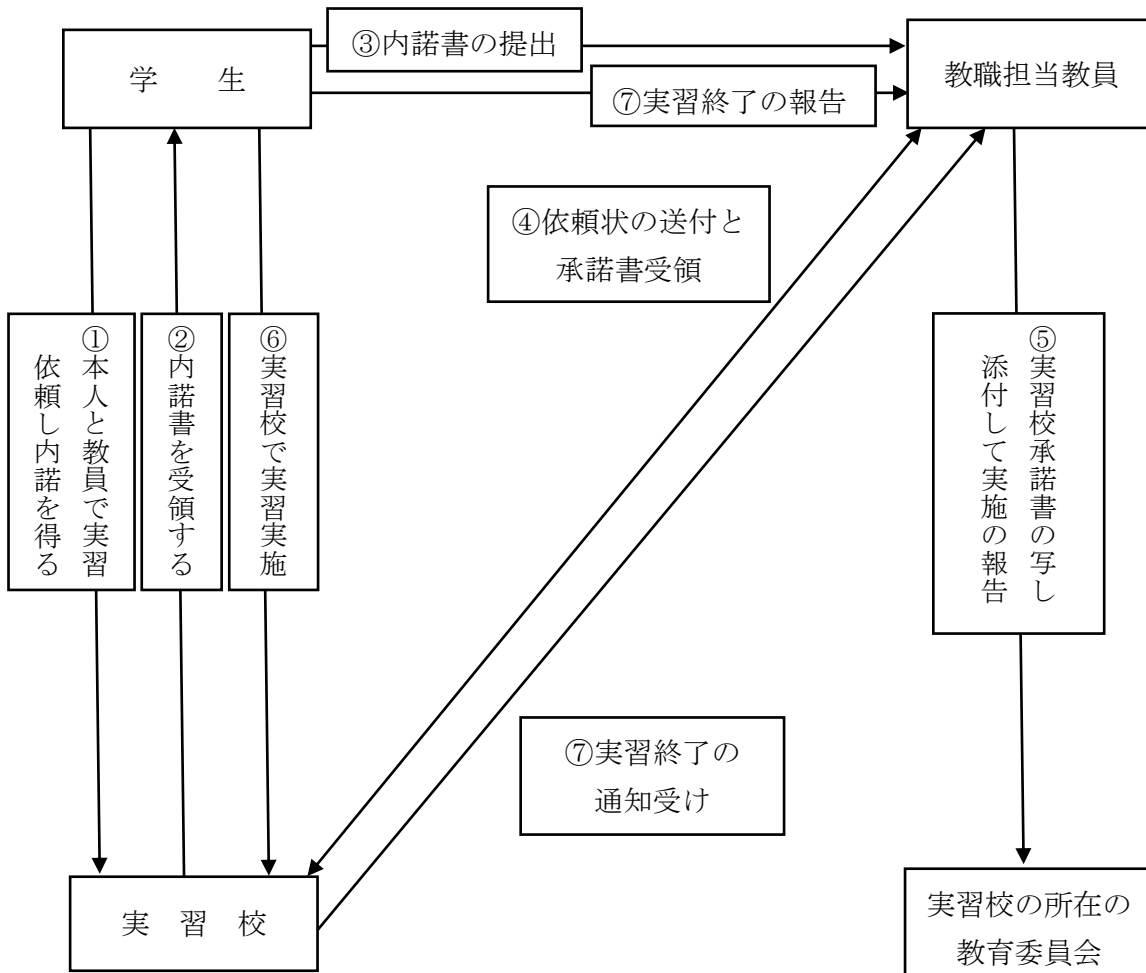 学　　生
③内諾書の提出
⑦実習終了の報告
教職担当教員
④依頼状の送付と
承諾書受領
①本人と教員で実習
依頼し内諾を得る
②内諾書を受領する
⑥実習校で実習実施
⑤実習校承諾書の写し
添付して実施の報告
⑦実習終了の
通知受け
実　習　校
実習校の所在の
教育委員会